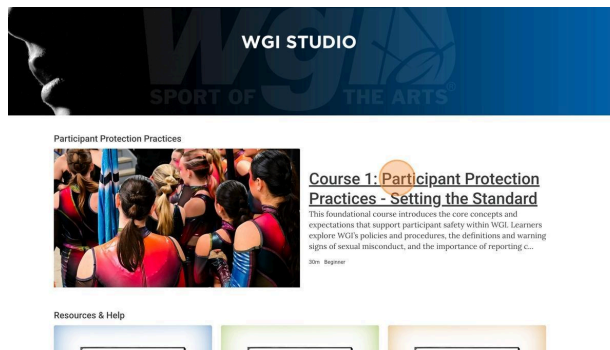 WGI STUDIO
WGI
SPORT OF THE ARTS®
Participant Protection Practices
Course 1: Participant Protection
Practices - Setting the Standard
This foundational course introduces the core concepts and
expectations that support participant safety within WGI. Learners
explore WGI's policies and procedures, the definitions and warning
signs of sexual misconduct, and the importance of reporting c...
30m Beginner
Resources & Help